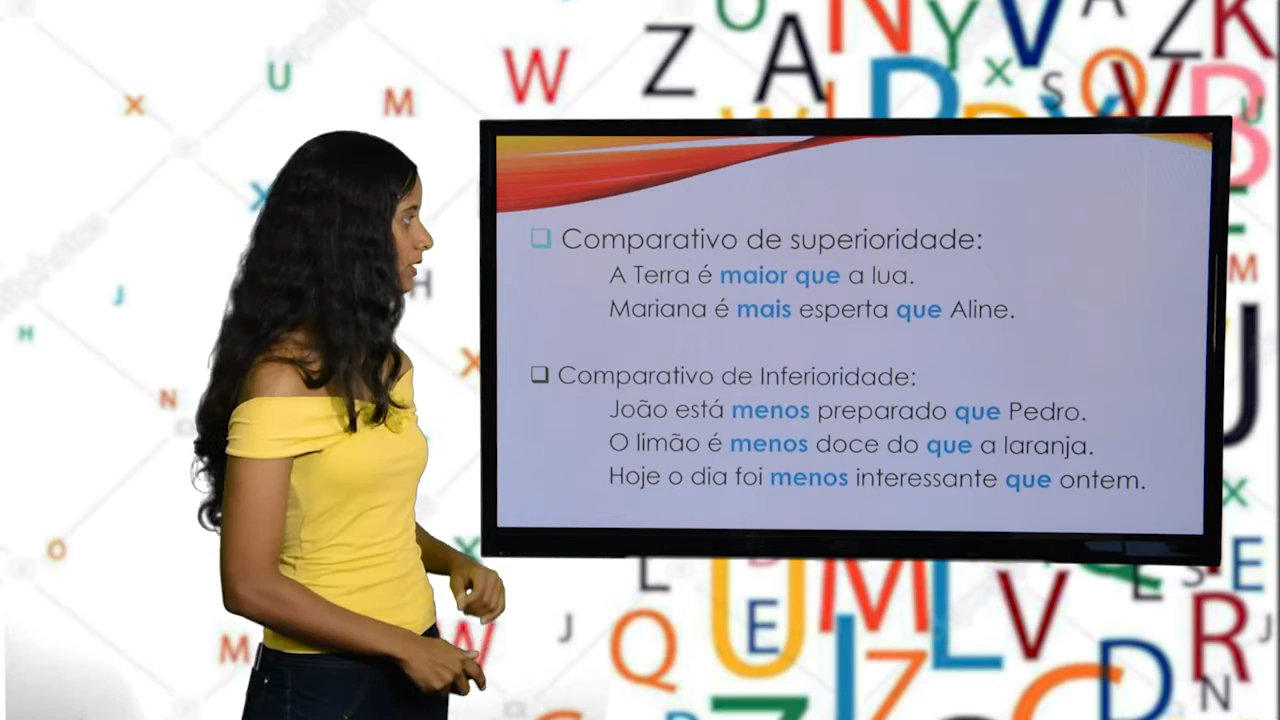 Comparativo de superioridade:
A Terra é maior que a lua.
Mariana é mais esperta que Aline.
Comparativo de Inferioridade:
João está menos preparado que Pedro.
O limão é menos doce do que a laranja.
Hoje o dia foi menos interessante que ontem.